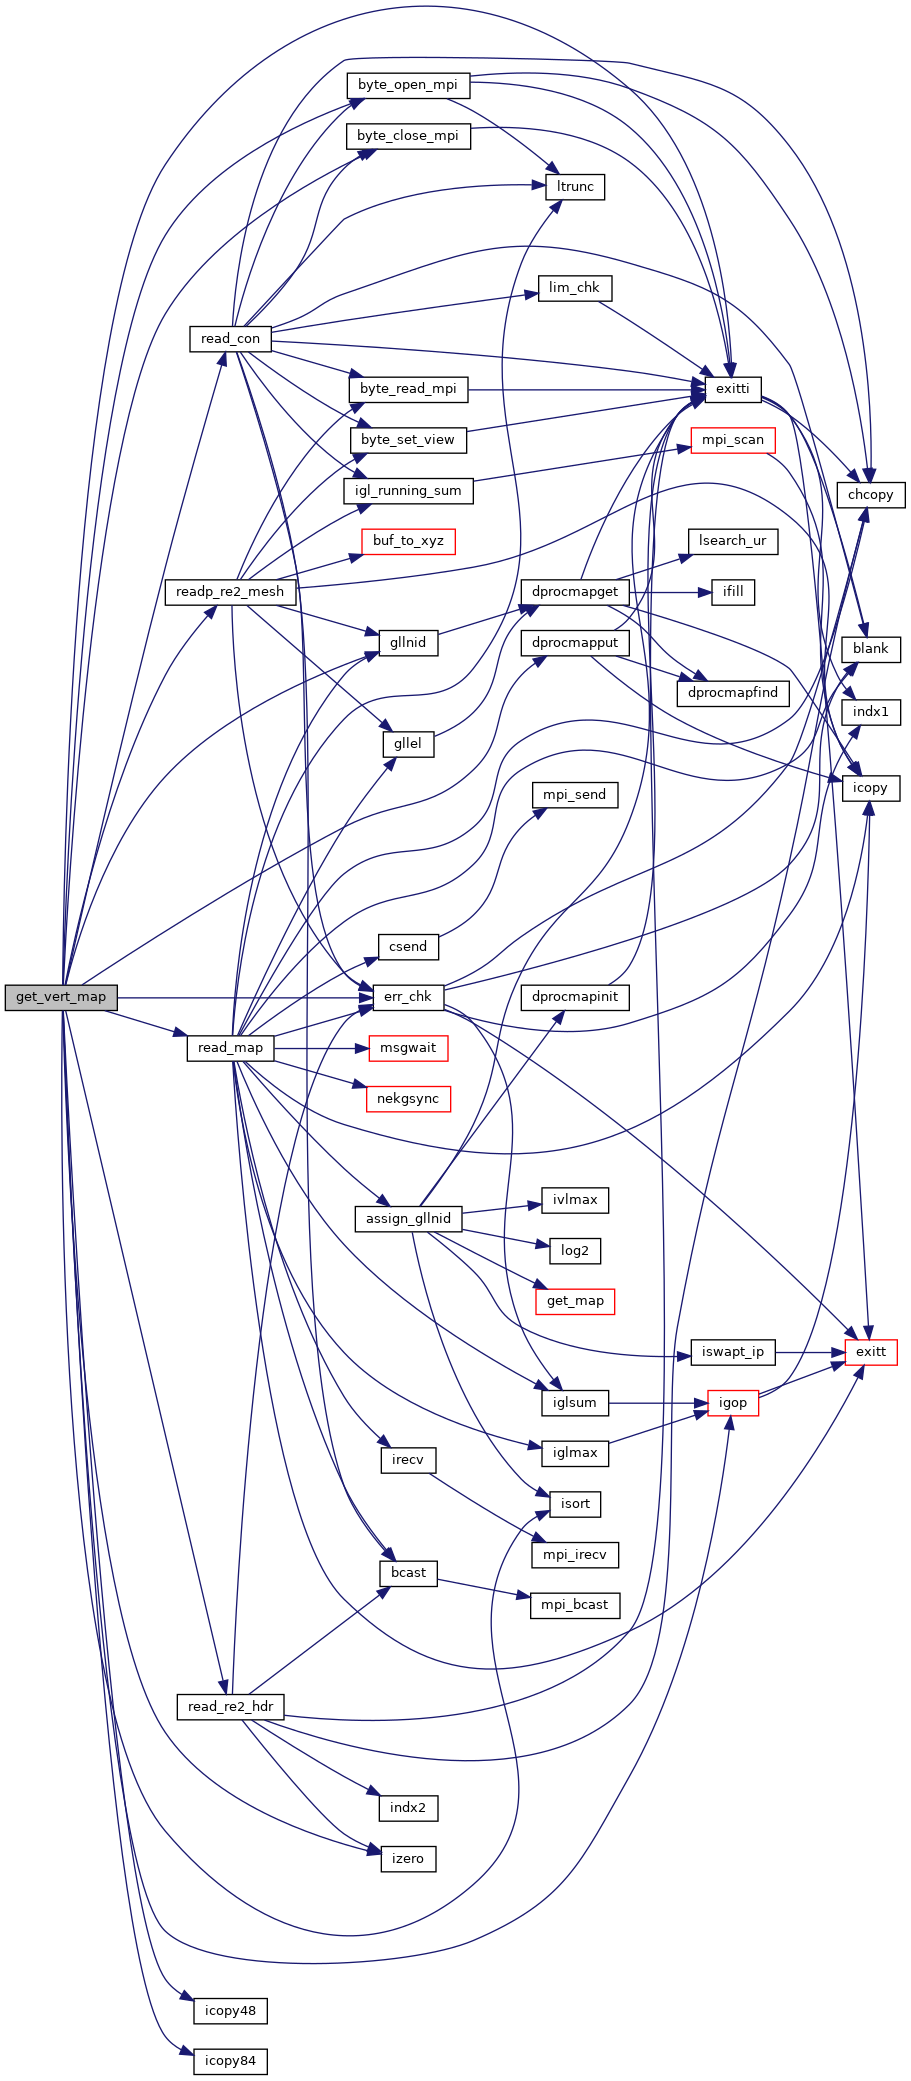 byte_open_mpi
byte_close_mpi
ltrunc
lim_chk
read_con
byte_read_mpi
exitti
byte_set_view
mpi_scan
igl_running_sum
chcopy
buf_to_xyz
lsearch_ur
readp_re2_mesh
dprocmapget
ifill
gllnid
dprocmapput
blank
dprocmapfind
indx1
gllel
icopy
mpi_send
csend
get_vert_map
err_chk
dprocmapinit
read_map
msgwait
nekgsync
ivlmax
assign_gllnid
log2
get_map
iswapt_ip
exitt
iglsum
igop
iglmax
irecv
isort
mpi_irecv
bcast
mpi_bcast
read_re2_hdr
indx2
izero
icopy48
icopy84